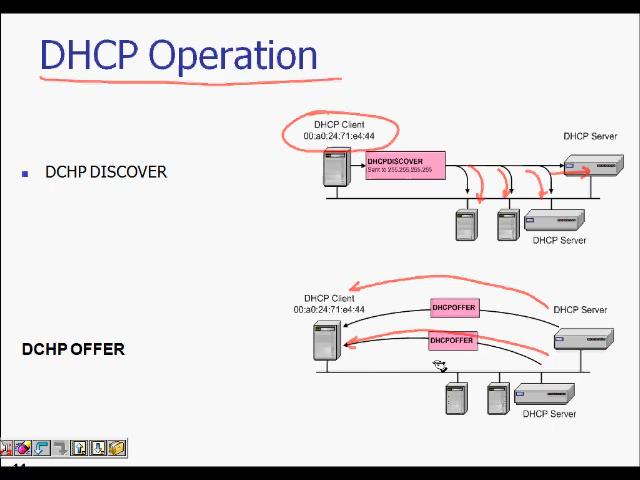 DHCP Operation
DHCP Client
00:a0:24:71:e4:44
DHCP Server
DHCPDISCOVER
Sent to 255.255.255.255
DCHP DISCOVER
DHCP Server
DHCP Client
00:a0:24:71:e4:44
DHCPOFFER
DHCP Server
DHCPOFFER
DCHP OFFER
DHCP Server